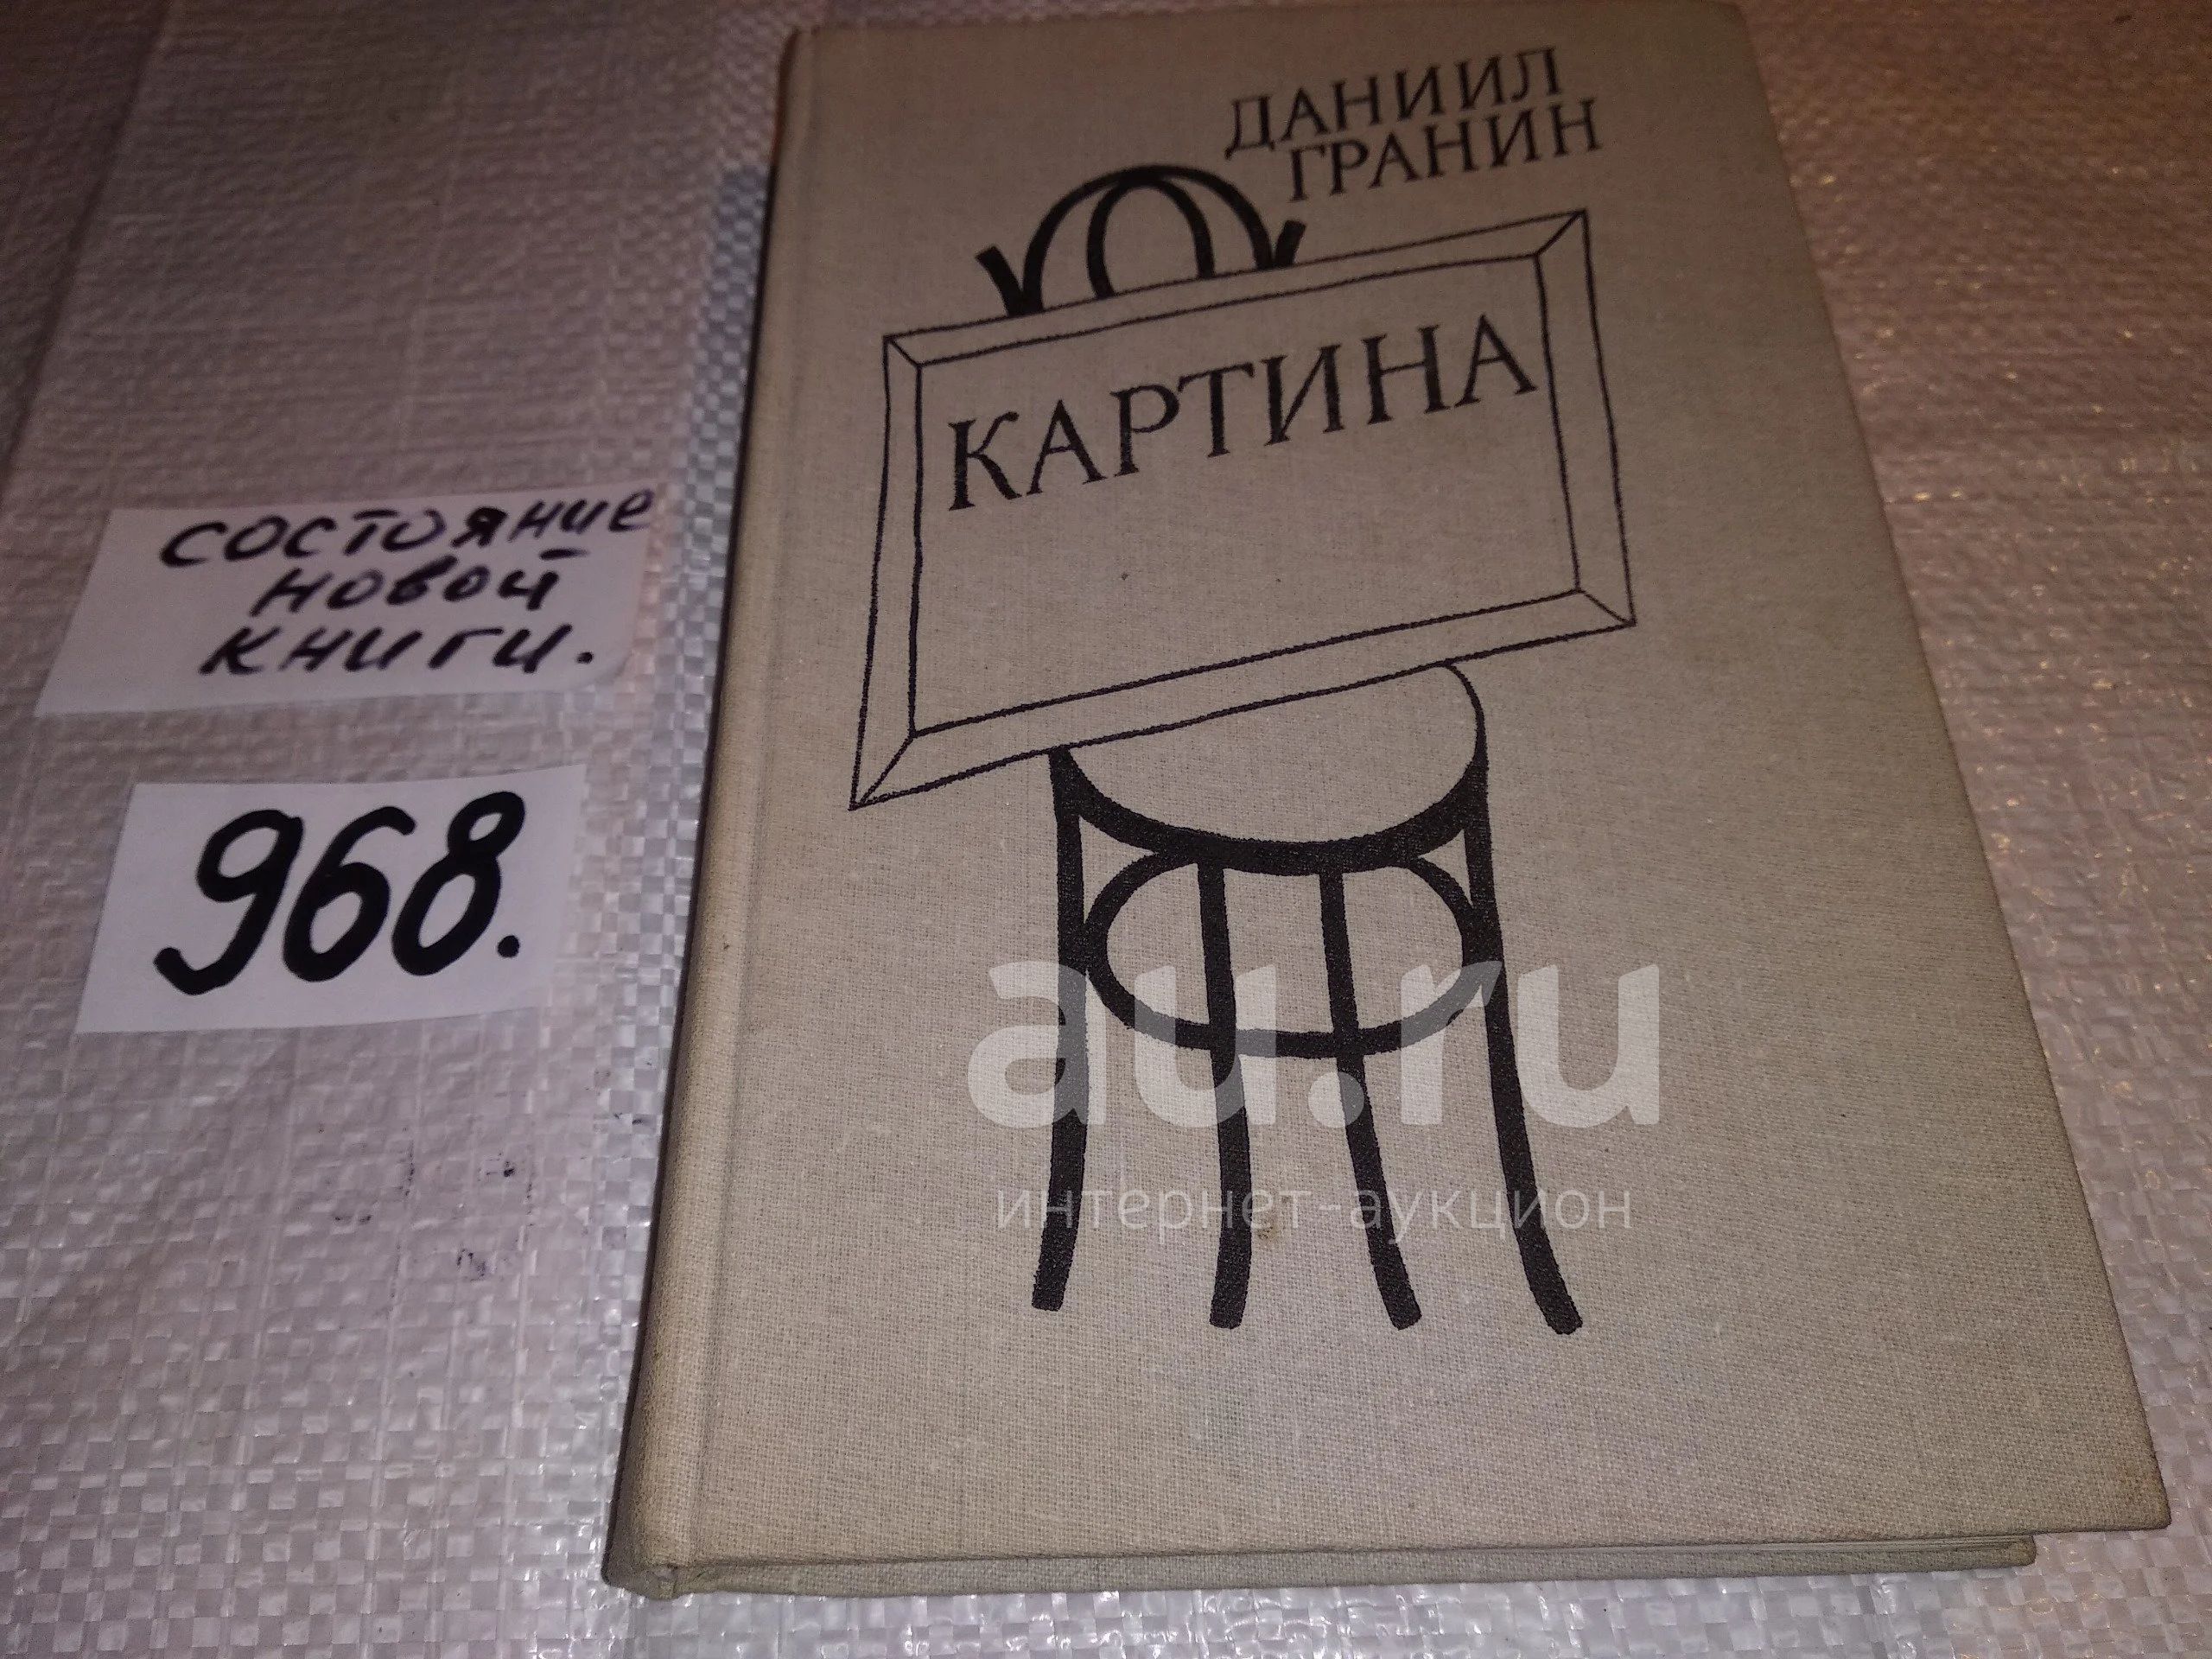 ДАНИИЛ
ГРАНИН
КАРТИНА
состояние
новой
книги.
968.
au.ru
интернет-аукцион